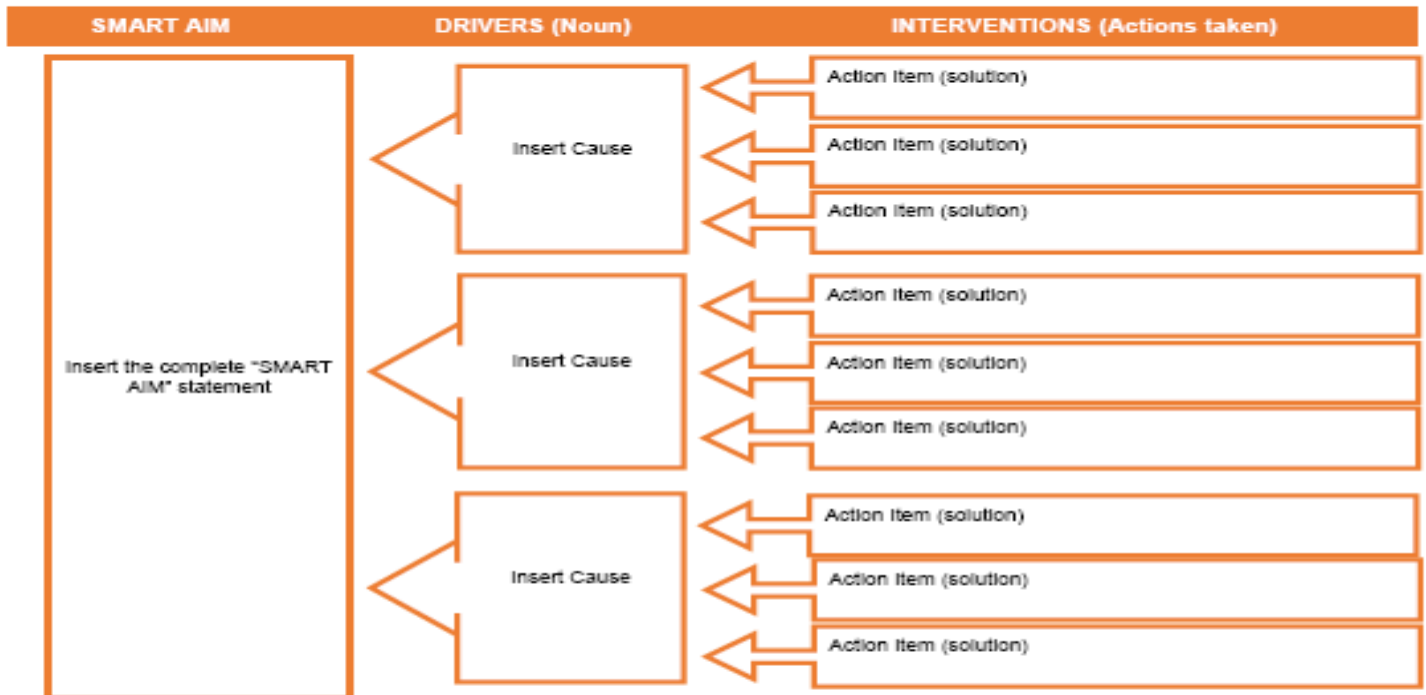 SMART AIM
DRIVERS (Noun)
INTERVENTIONS (Actions taken)
Insert the complete “SMART
AIM” statement
Insert Cause
Action Item (solution)
Action Item (solution)
Action Item (solution)
Insert Cause
Action Item (solution)
Action Item (solution)
Action Item (solution)
Insert Cause
Action Item (solution)
Action Item (solution)
Action Item (solution)